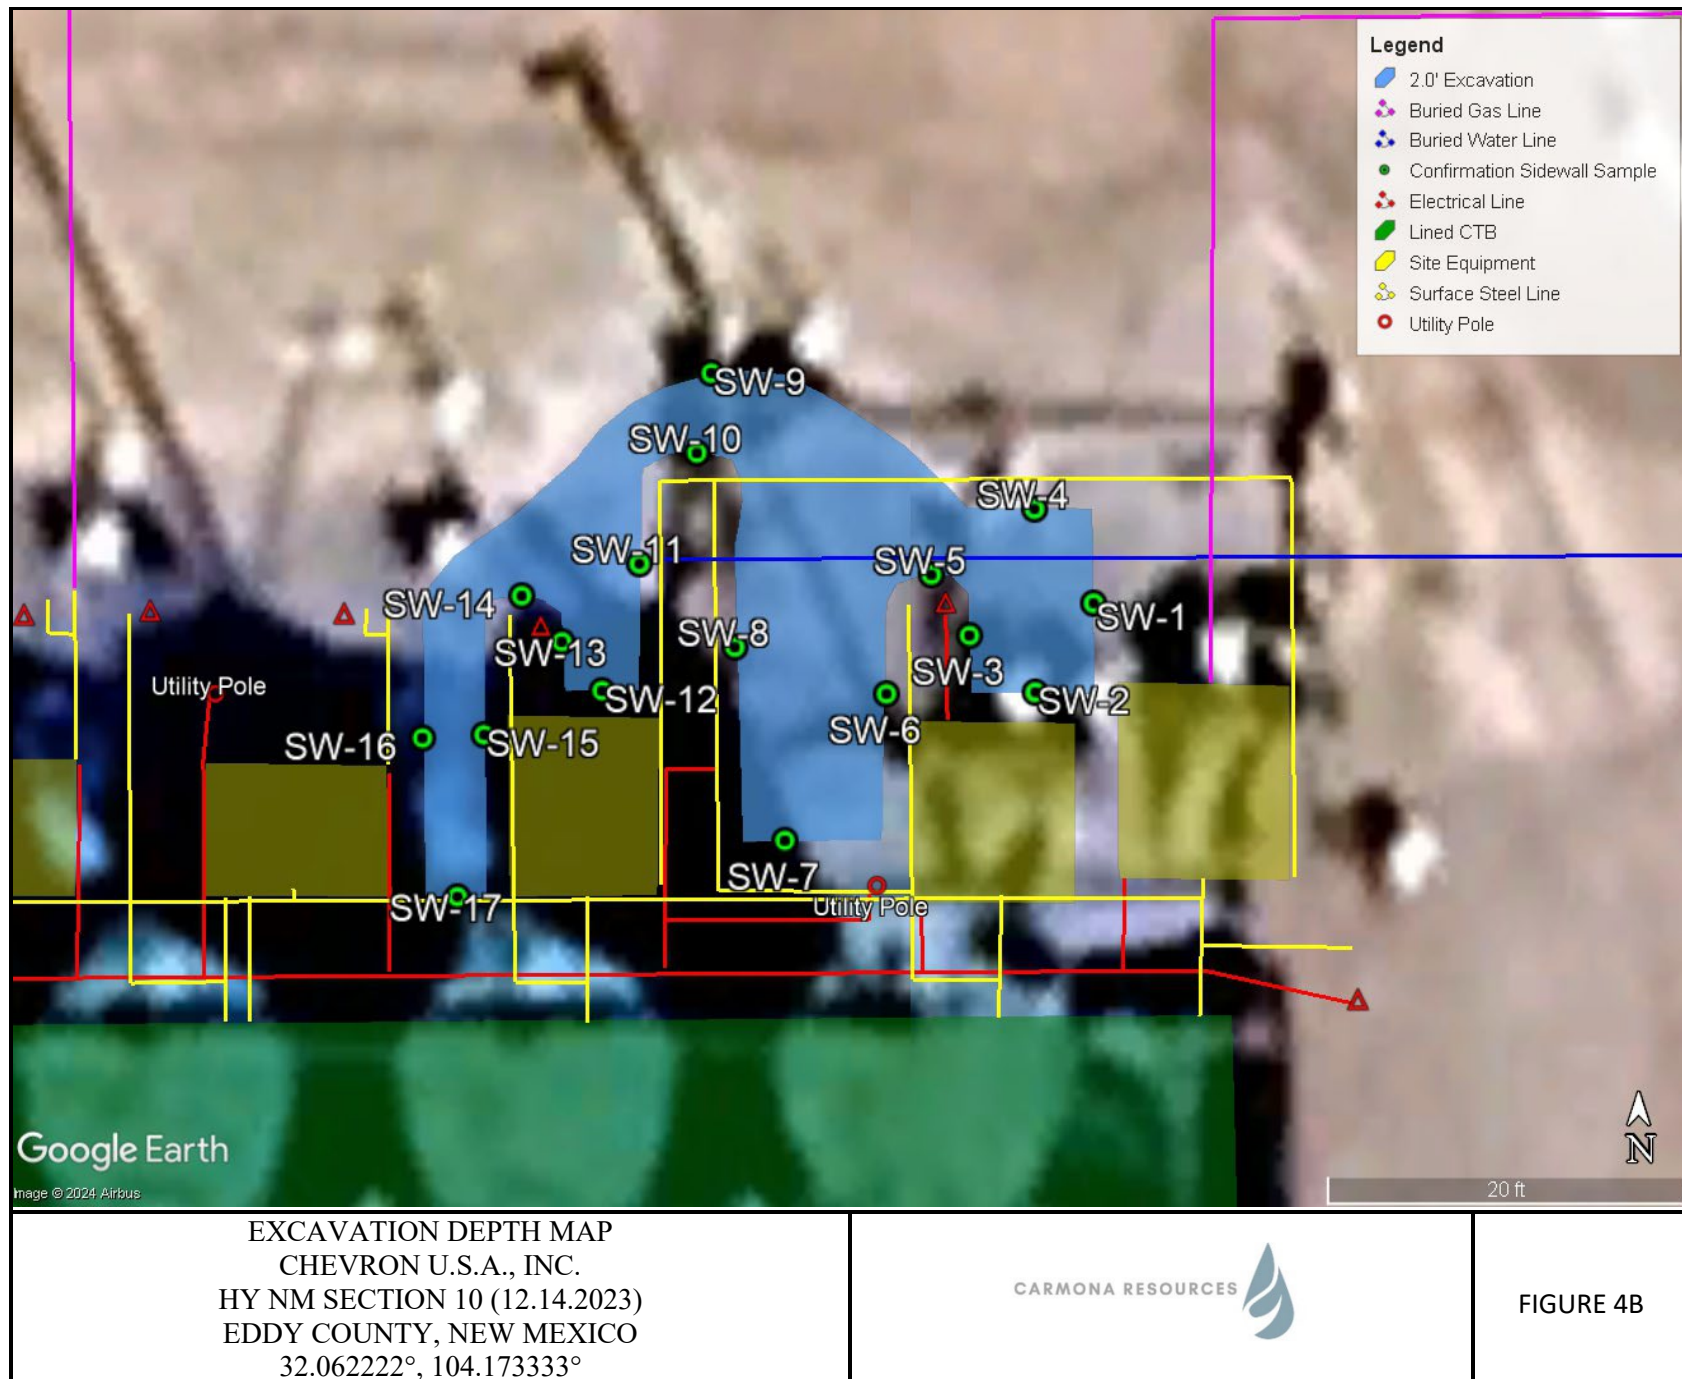 Legend
2.0' Excavation
Buried Gas Line
Buried Water Line
Confirmation Sidewall Sample
Electrical Line
Lined CTB
Site Equipment
Surface Steel Line
Utility Pole
SW-9
SW-10
SW-4
SW-11
SW-5
SW-14
SW-1
SW-8
SW-13
SW-3
Utility Pole
SW-12
SW-2
SW-6
SW-16
SW-15
SW-7
SW-17
Utility Pole
Google Earth
Image © 2024 Airbus
N
20 ft
EXCAVATION DEPTH MAP
CHEVRON U.S.A., INC.
HY NM SECTION 10 (12.14.2023)
EDDY COUNTY, NEW MEXICO
32.062222°, 104.173333°
CARMONA RESOURCES
FIGURE 4B